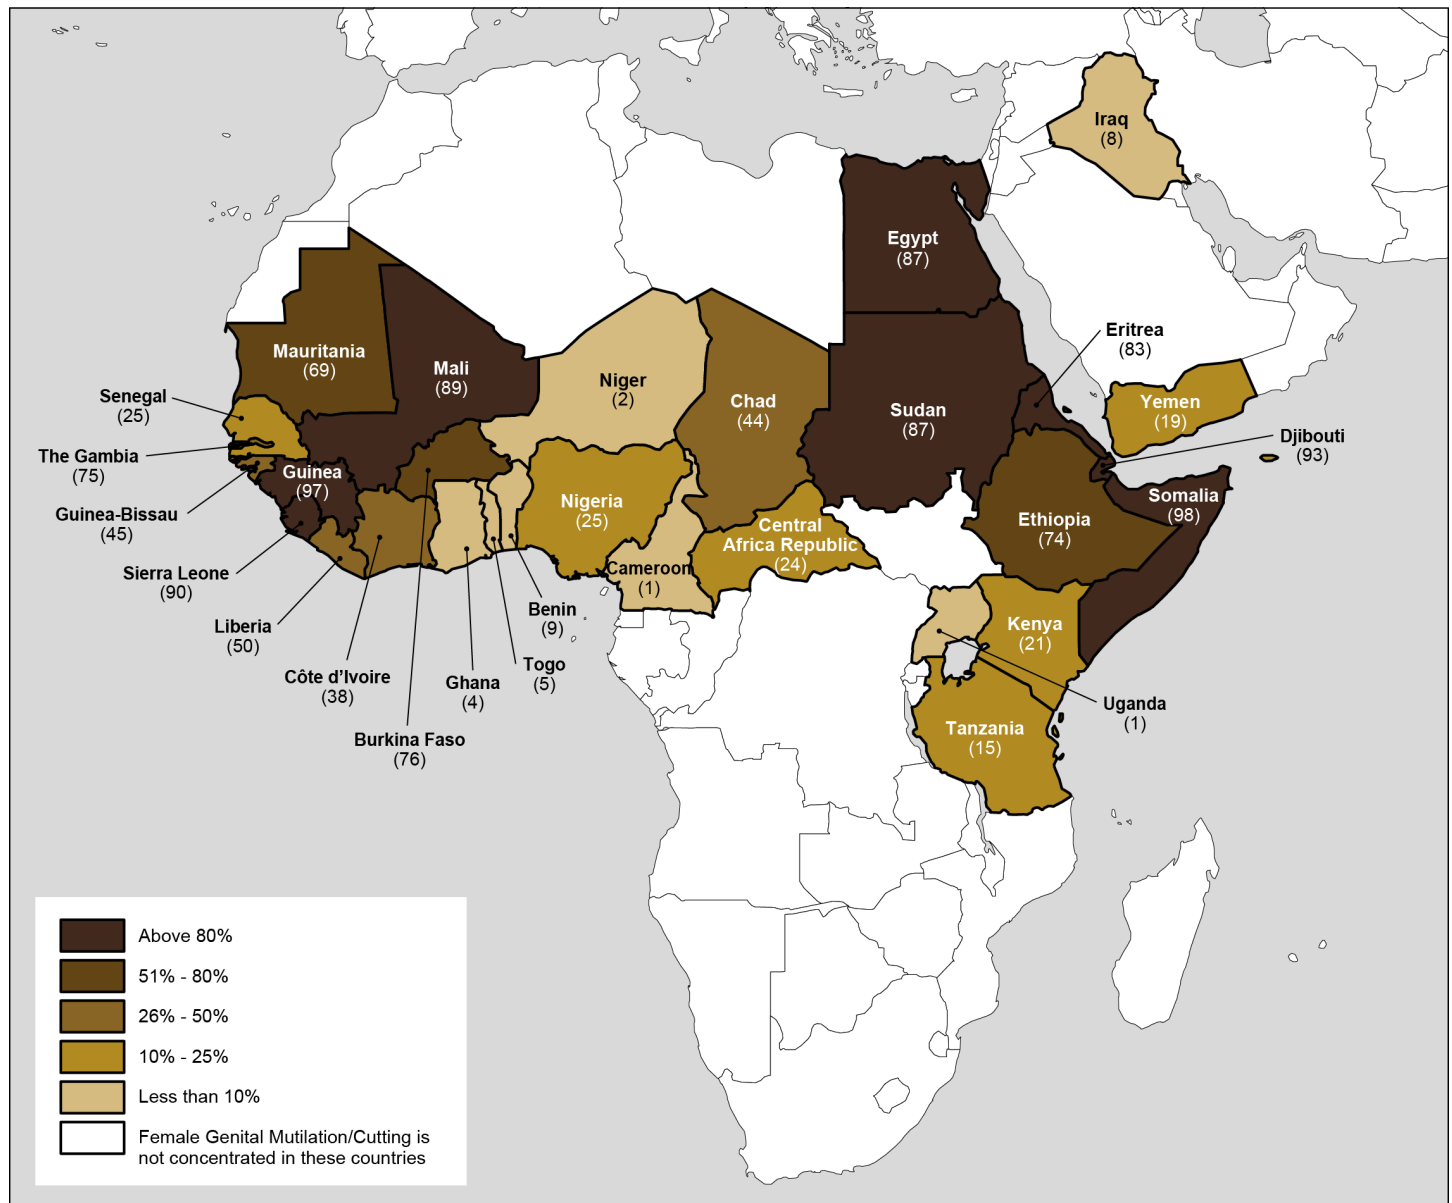 Iraq
(8)
Egypt
(87)
Eritrea
(83)
Mauritania
(69)
Mali
(89)
Niger
(2)
Chad
(44)
Sudan
(87)
Yemen
(19)
Senegal
(25)
Djibouti
(93)
The Gambia
(75)
Guinea
(97)
Nigeria
(25)
Somalia
(98)
Guinea-Bissau
(45)
Central
Africa Republic
(24)
Ethiopia
(74)
Sierra Leone
(90)
Cameroon
(1)
Benin
(9)
Liberia
(50)
Kenya
(21)
Côte d’Ivoire
(38)
Ghana
(4)
Togo
(5)
Uganda
(1)
Burkina Faso
(76)
Tanzania
(15)
Above 80%
51% - 80%
26% - 50%
10% - 25%
Less than 10%
Female Genital Mutilation/Cutting is
not concentrated in these countries